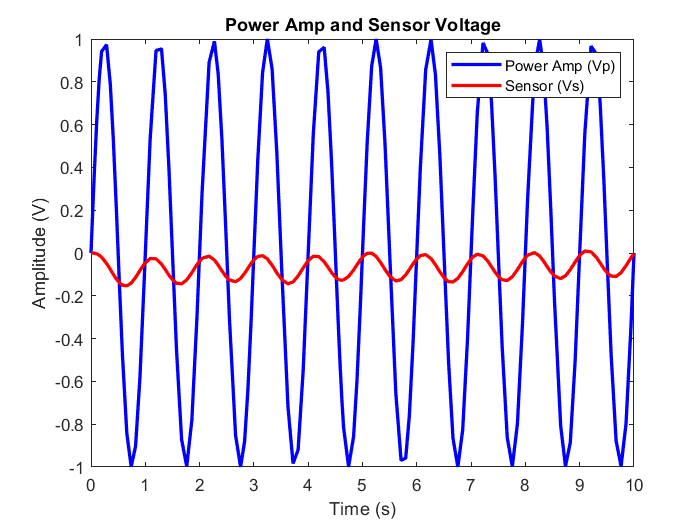 Power Amp and Sensor Voltage
Power Amp (Vp)
Sensor (Vs)
1
0.8
0.6
0.4
0.2
0
-0.2
-0.4
-0.6
-0.8
-1
Amplitude (V)
0 1 2 3 4 5 6 7 8 9 10
Time (s)